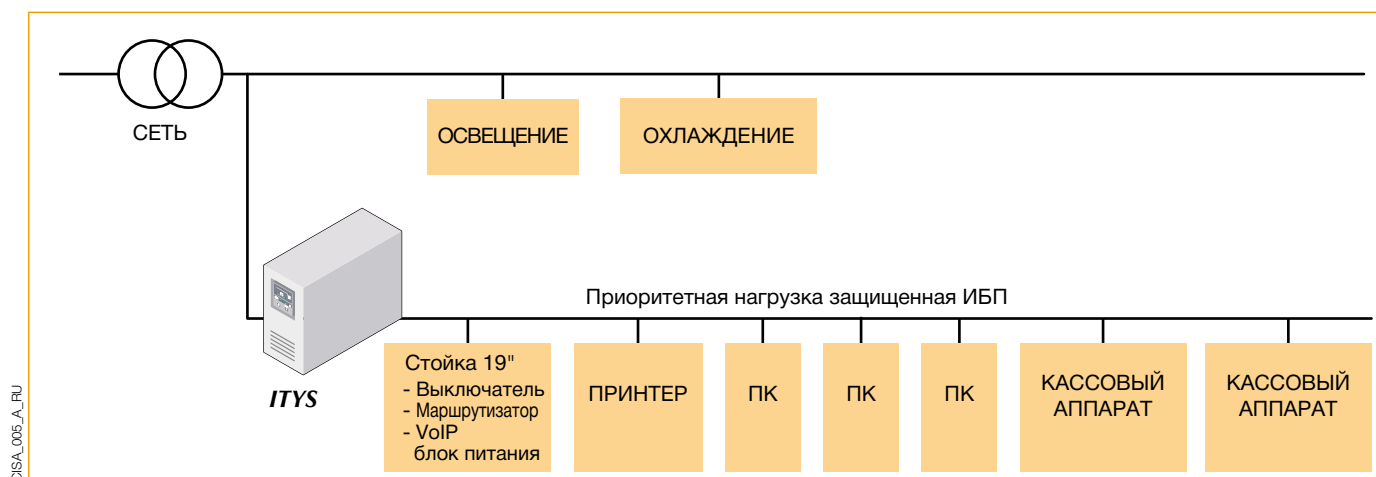 СЕТЬ
ОСВЕЩЕНИЕ
ОХЛАЖДЕНИЕ
Приоритетная нагрузка защищенная ИБП
ITYS
Стойка 19"
- Выключатель
- Маршрутизатор
- VoIP
блок питания
ПРИНТЕР
ПК
ПК
ПК
КАССОВЫЙ
АППАРАТ
КАССОВЫЙ
АППАРАТ
CISA_005_A_RU